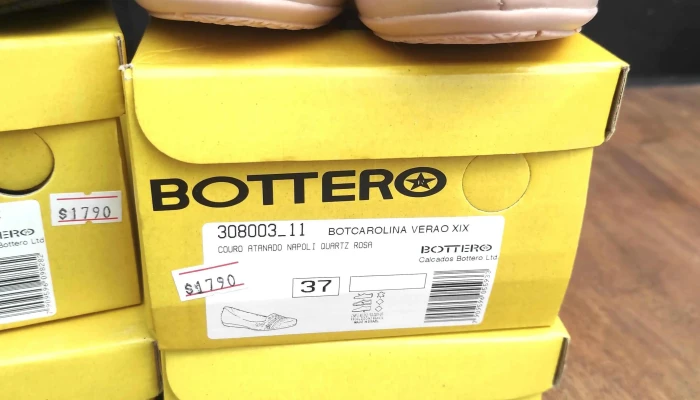 BOTTERO
308003_11 BOTCAROLINA VERAO XIX
COURO ATANADO NAPOLI QUARTZ ROSA
BOTTERO
Calcados Bottero Ltd
$1790
37
$1790
Bottero Ltd